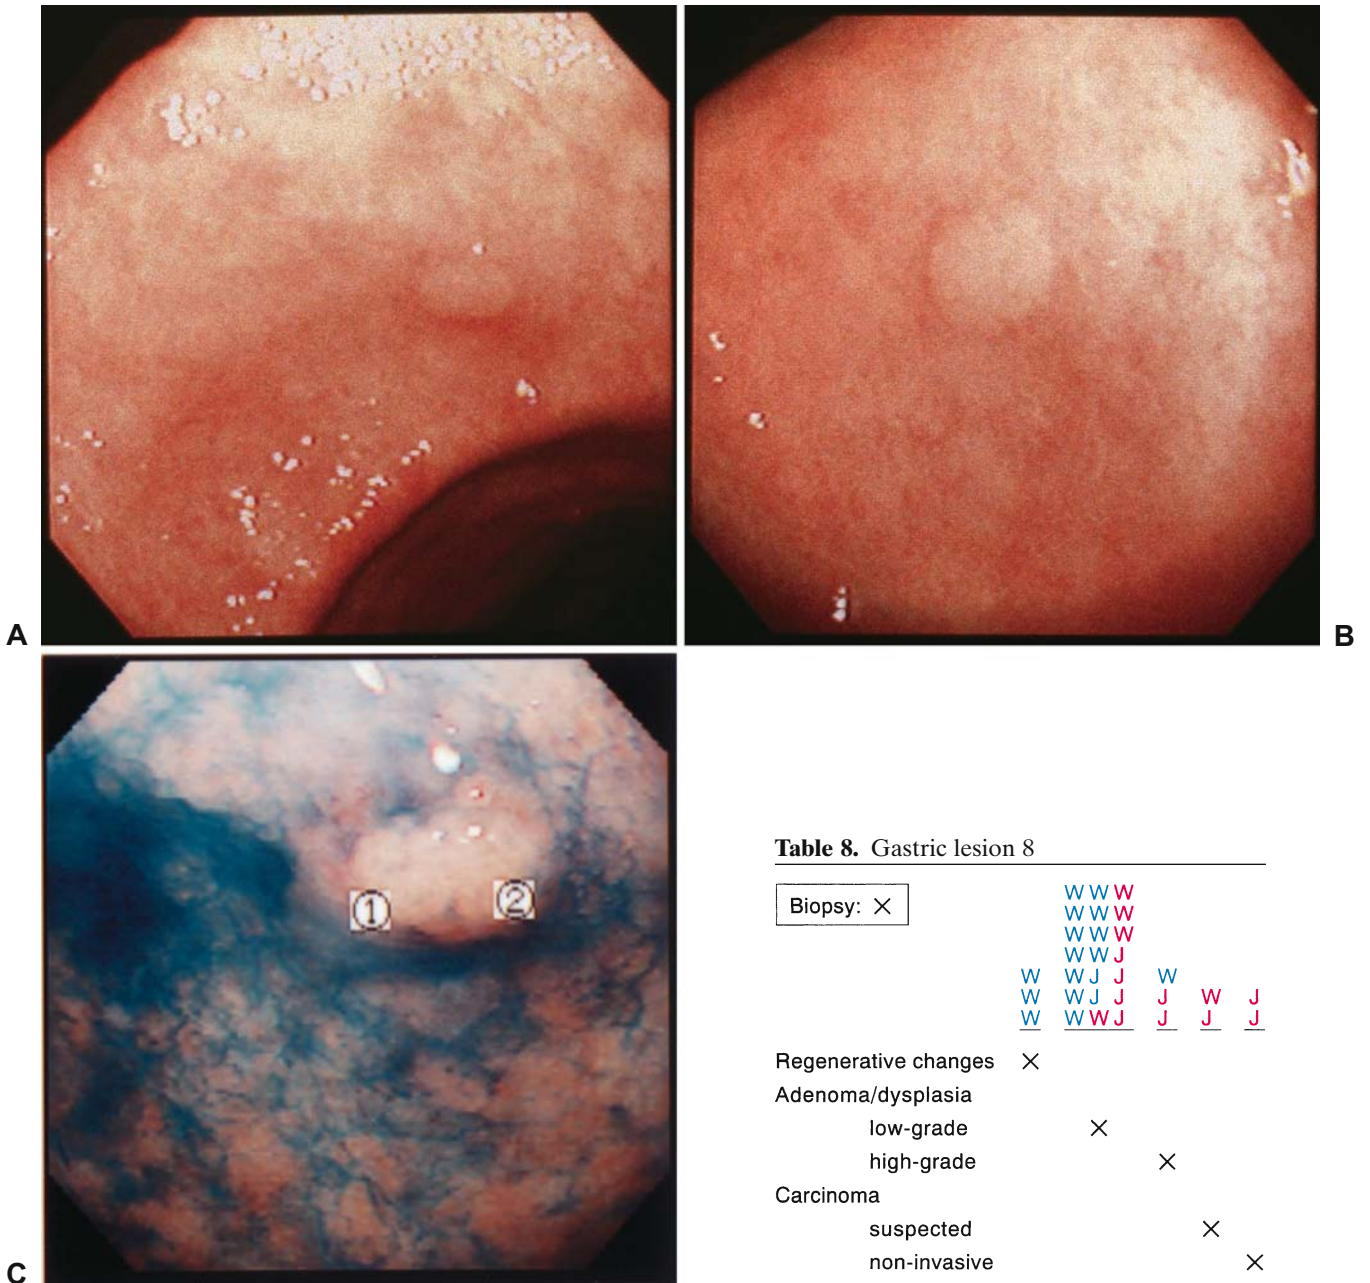 A
B
① ②
C
Table 8. Gastric lesion 8
Biopsy: ×
W W W
W W W
W W W
W W J
W W J J W
W W J J J W J
W W W J J J J
Regenerative changes ×
Adenoma/dysplasia
low-grade ×
high-grade ×
Carcinoma
suspected ×
non-invasive ×